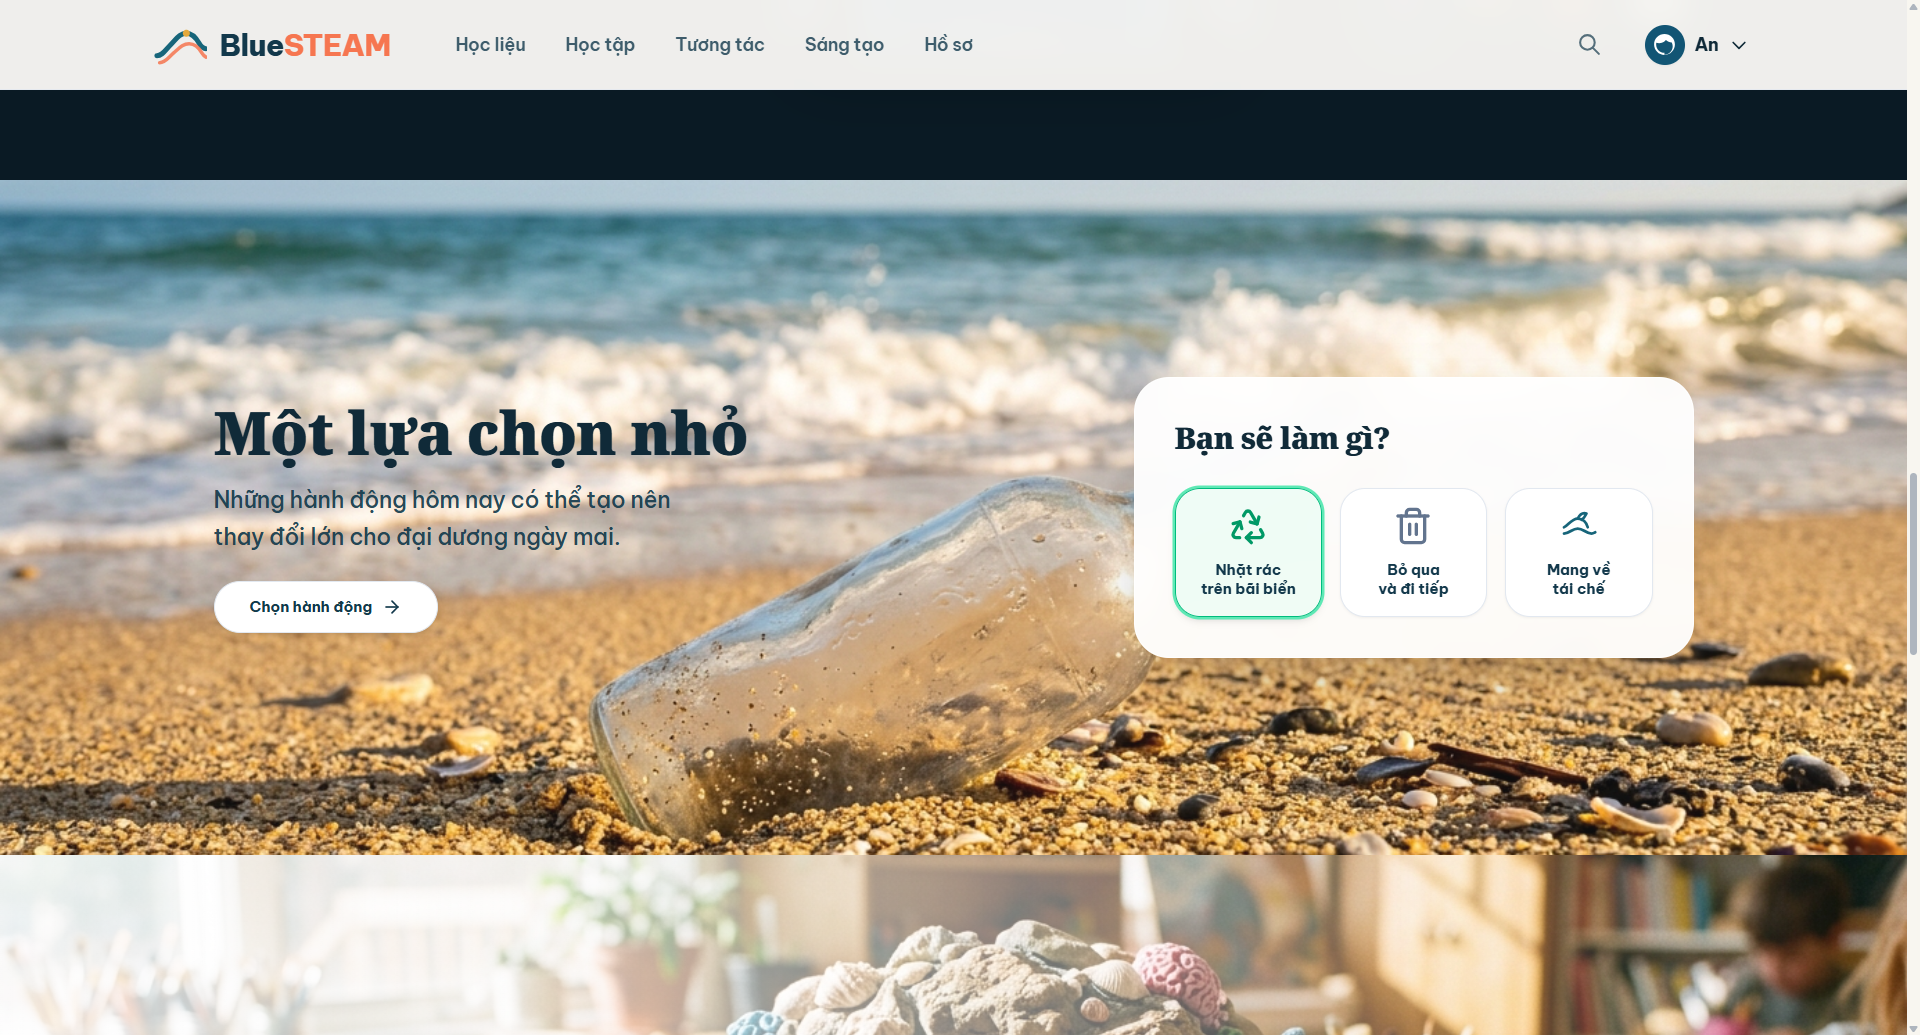 BlueSTEAM
Học liệu
Học tập
Tương tác
Sáng tạo
Hồ sơ
An
Một lựa chọn nhỏ
Những hành động hôm nay có thể tạo nên
thay đổi lớn cho đại dương ngày mai.
Chọn hành động
Bạn sẽ làm gì?
Nhặt rác
trên bãi biển
Bỏ qua
và đi tiếp
Mang về
tái chế